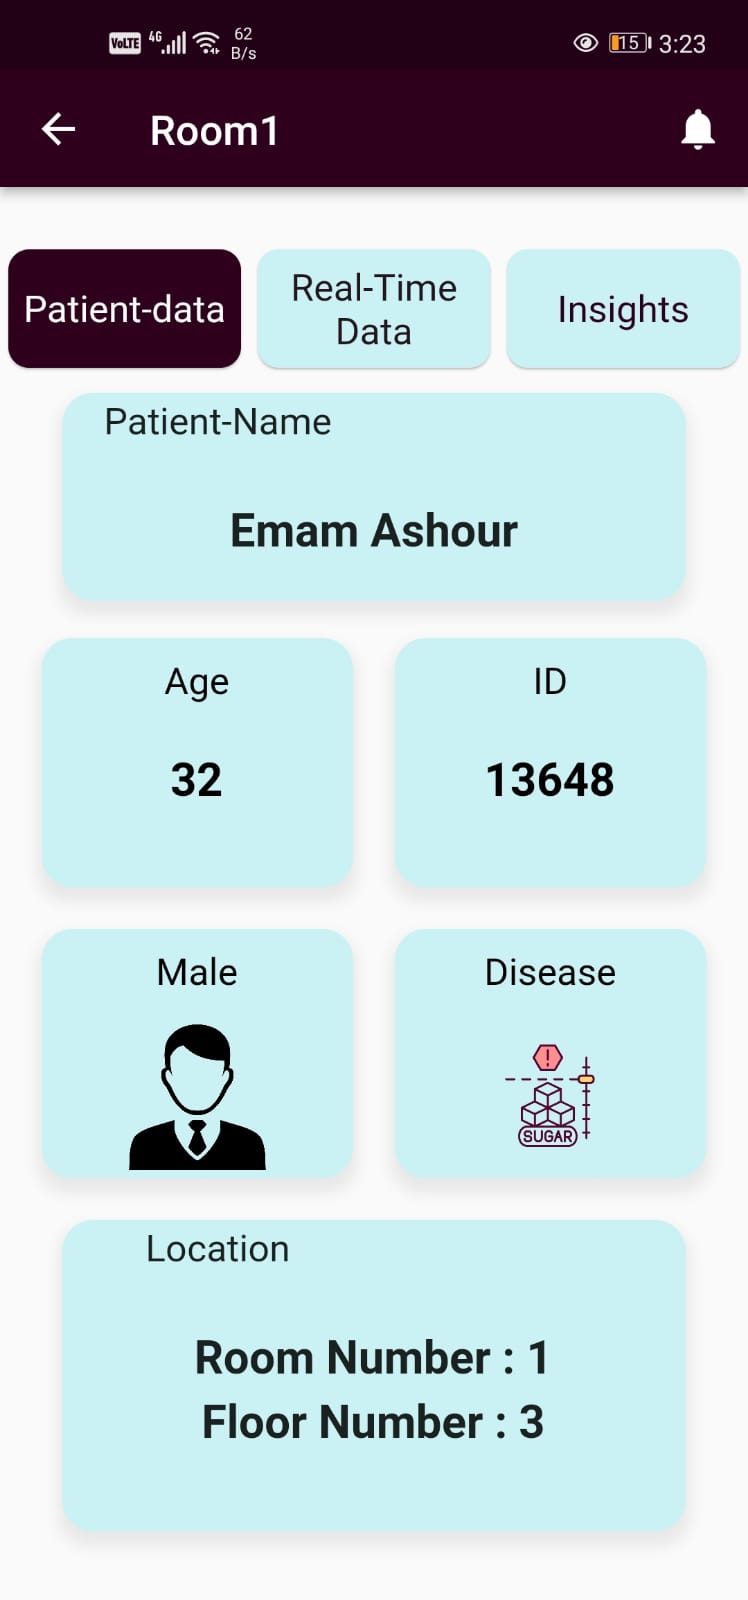 VoLTE 4G 62 B/s 15 3:23
Room1
Patient-data
Real-Time
Data
Insights
Patient-Name
Emam Ashour
Age
32
ID
13648
Male
Disease
SUGAR
Location
Room Number : 1
Floor Number : 3